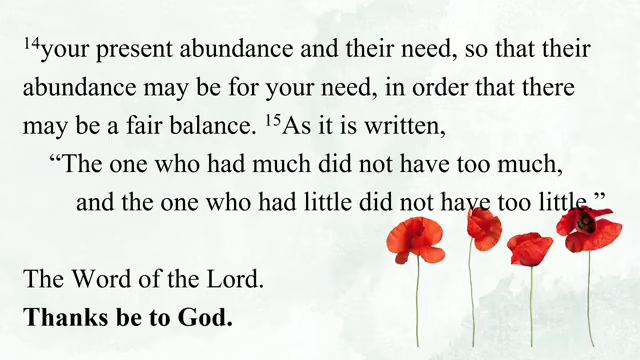 ¹⁴your present abundance and their need, so that their
abundance may be for your need, in order that there
may be a fair balance. ¹⁵As it is written,
“The one who had much did not have too much,
and the one who had little did not have too little.”
The Word of the Lord.
Thanks be to God.